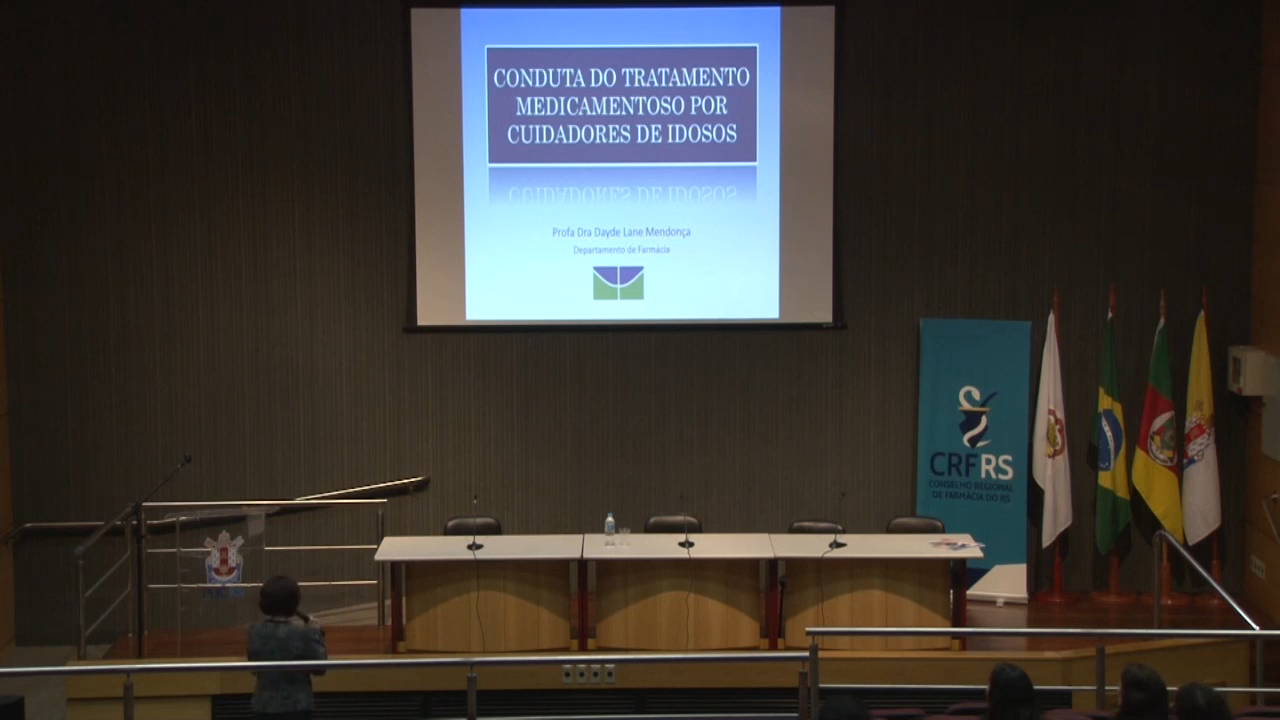 CONDUTA DO TRATAMENTO
MEDICAMENTOSO POR
CUIDADORES DE IDOSOS
Profa Dra Dayde Lane Mendonça
Departamento de Farmácia
CRFRS
CONSELHO REGIONAL
DE FARMÁCIA DO RS